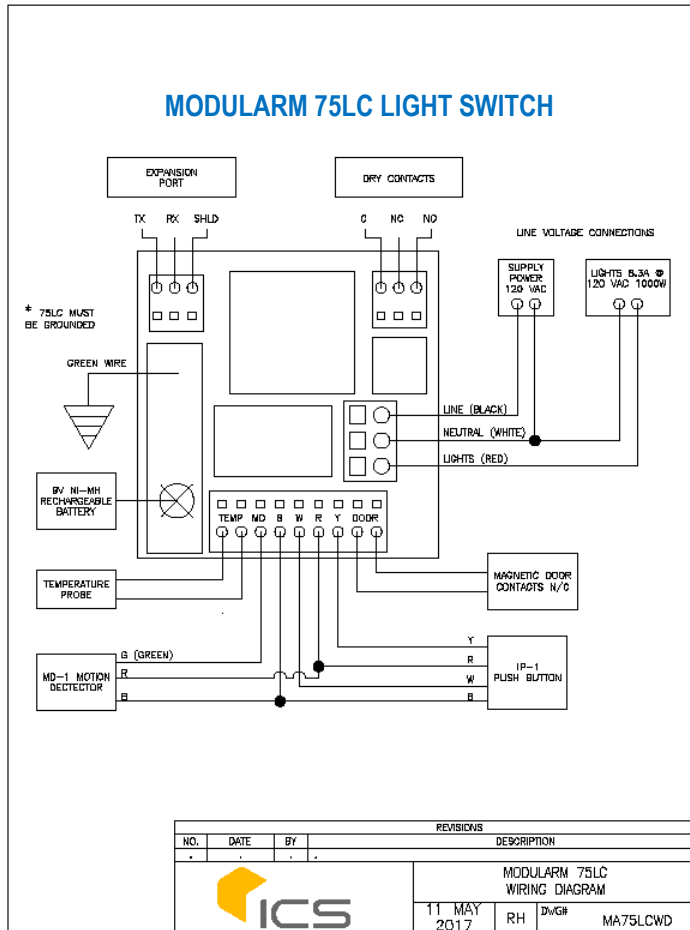 MODULARM 75LC LIGHT SWITCH
EXPANSION
PORT
DRY CONTACTS
TX RX SHLD
C NC NO
LINE VOLTAGE CONNECTIONS
SUPPLY
POWER
120 VAC
LIGHTS 8.3A @
120 VAC 1000W
* 75LC MUST
BE GROUNDED
GREEN WIRE
LINE (BLACK)
NEUTRAL (WHITE)
LIGHTS (RED)
9V NI-MH
RECHARGEABLE
BATTERY
TEMP MD B W R Y DOOR
TEMPERATURE
PROBE
MAGNETIC DOOR
CONTACTS N/C
MD-1 MOTION
DECTECTOR
G (GREEN)
R
B
Y
R
W
B
IP-1
PUSH BUTTON
REVISIONS
NO. DATE BY DESCRIPTION
ICS
MODULARM 75LC
WIRING DIAGRAM
11 MAY
2017
RH
DWG#
MA75LCWD